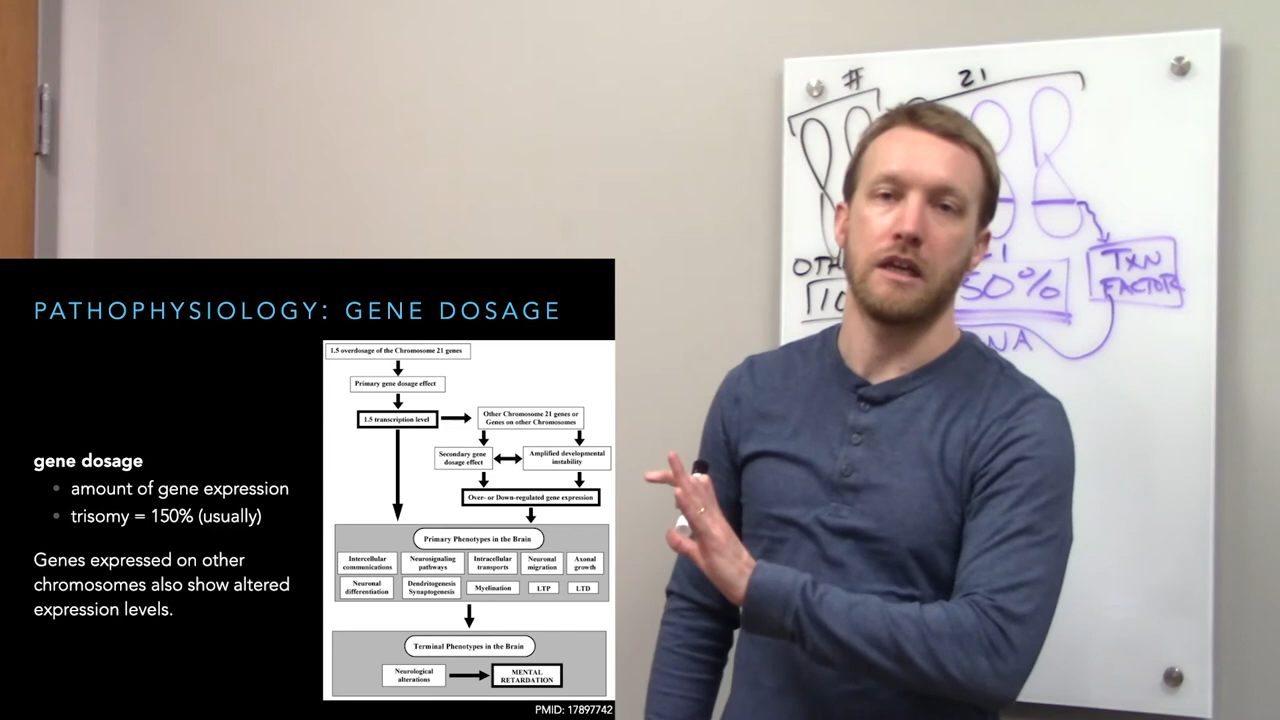 #
21
OTH
10
50%
NA
TXN
FACTOR
PATHOPHYSIOLOGY: GENE DOSAGE
gene dosage
• amount of gene expression
• trisomy = 150% (usually)
Genes expressed on other
chromosomes also show altered
expression levels.
1.5 overdosage of the Chromosome 21 genes
Primary gene dosage effect
1.5 transcription level
Other Chromosome 21 genes or
Genes on other Chromosomes
Secondary gene
dosage effect
Amplified developmental
instability
Over- or Down-regulated gene expression
Primary Phenotypes in the Brain
Intercellular
communications
Neurosignaling
pathways
Intracellular
transports
Neuronal
migration
Axonal
growth
Neuronal
differentiation
Dendritogenesis
Synaptogenesis
Myelination
LTP
LTD
Terminal Phenotypes in the Brain
Neurological
alterations
MENTAL
RETARDATION
PMID: 17897742